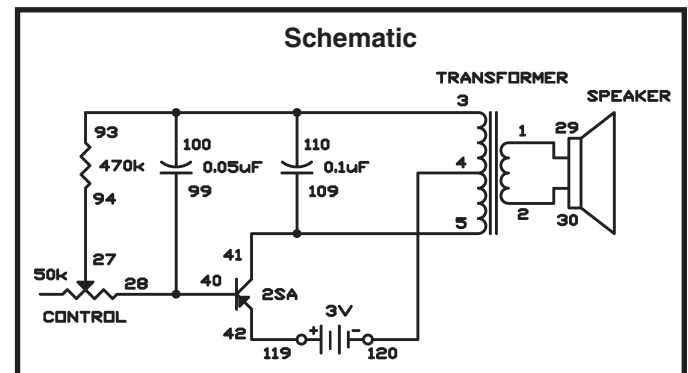 Schematic
TRANSFORMER
3
SPEAKER
93
100
110
1
29
470k
0.05uF
0.1uF
4
94
99
109
5
2
30
27
41
50k
28
40
2SA
CONTROL
3V
42
+
-
119
120